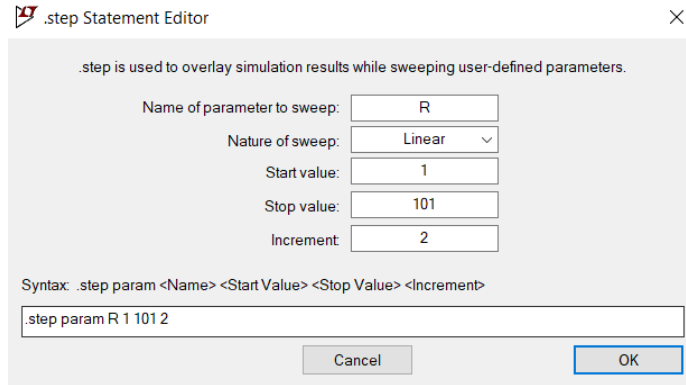 .step Statement Editor
.step is used to overlay simulation results while sweeping user-defined parameters.
Name of parameter to sweep: R
Nature of sweep: Linear
Start value: 1
Stop value: 101
Increment: 2
Syntax: .step param <Name> <Start Value> <Stop Value> <Increment>
.step param R 1 101 2
Cancel OK